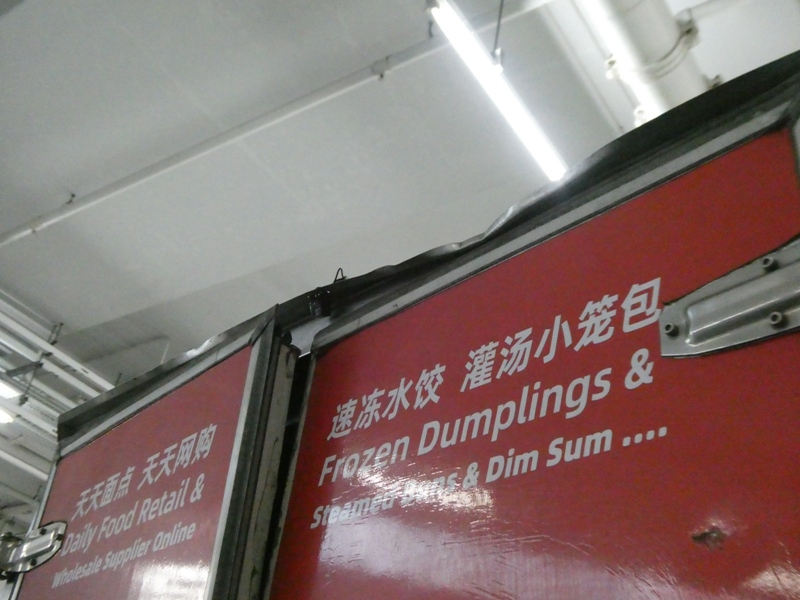 天天面点 天天网购
Daily Food Retail &
Wholesale Supplier Online
速冻水饺 灌汤小笼包
Frozen Dumplings &
Steamed Buns & Dim Sum ....